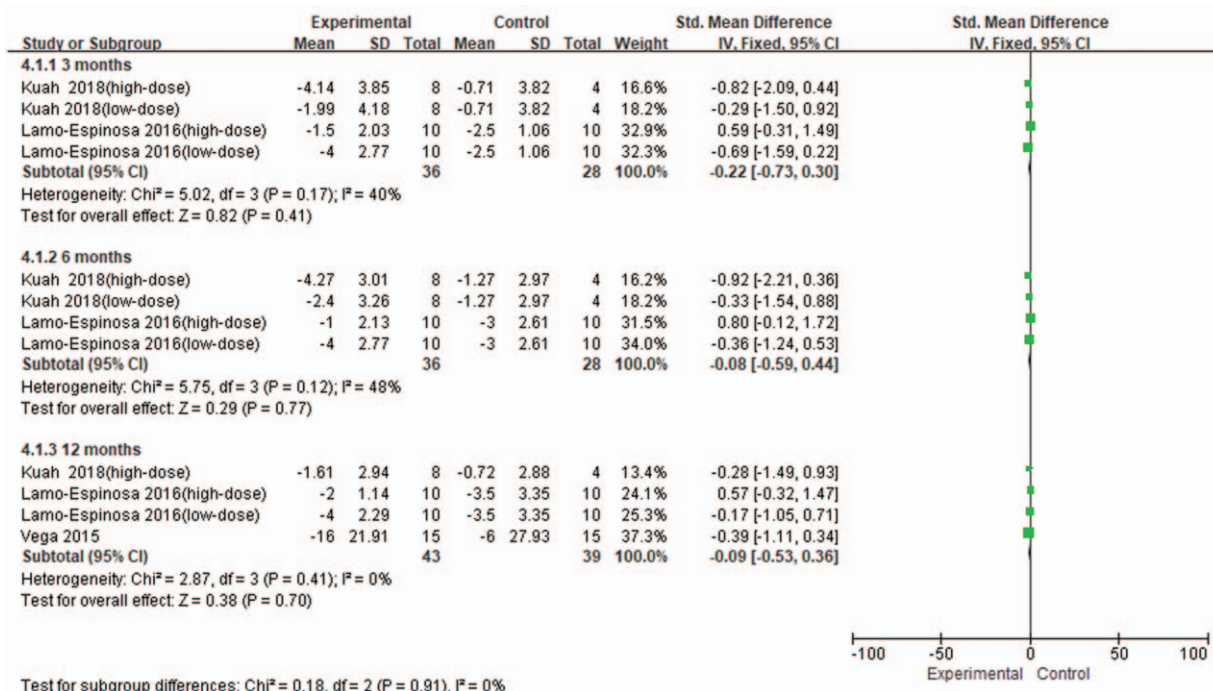 Experimental Control Std. Mean Difference Std. Mean Difference
Study or Subgroup Mean SD Total Mean SD Total Weight IV, Fixed, 95% CI IV, Fixed, 95% CI
4.1.1 3 months
Kuah 2018(high-dose) -4.14 3.85 8 -0.71 3.82 4 16.6% -0.82 [-2.09, 0.44]
Kuah 2018(low-dose) -1.99 4.18 8 -0.71 3.82 4 18.2% -0.29 [-1.50, 0.92]
Lamo-Espinosa 2016(high-dose) -1.5 2.03 10 -2.5 1.06 10 32.9% 0.59 [-0.31, 1.49]
Lamo-Espinosa 2016(low-dose) -4 2.77 10 -2.5 1.06 10 32.3% -0.69 [-1.59, 0.22]
Subtotal (95% CI) 36 28 100.0% -0.22 [-0.73, 0.30]
Heterogeneity: Chi² = 5.02, df = 3 (P = 0.17); I² = 40%
Test for overall effect: Z = 0.82 (P = 0.41)
4.1.2 6 months
Kuah 2018(high-dose) -4.27 3.01 8 -1.27 2.97 4 16.2% -0.92 [-2.21, 0.36]
Kuah 2018(low-dose) -2.4 3.26 8 -1.27 2.97 4 18.2% -0.33 [-1.54, 0.88]
Lamo-Espinosa 2016(high-dose) -1 2.13 10 -3 2.61 10 31.5% 0.80 [-0.12, 1.72]
Lamo-Espinosa 2016(low-dose) -4 2.77 10 -3 2.61 10 34.0% -0.36 [-1.24, 0.53]
Subtotal (95% CI) 36 28 100.0% -0.08 [-0.59, 0.44]
Heterogeneity: Chi² = 5.75, df = 3 (P = 0.12); I² = 48%
Test for overall effect: Z = 0.29 (P = 0.77)
4.1.3 12 months
Kuah 2018(high-dose) -1.61 2.94 8 -0.72 2.88 4 13.4% -0.28 [-1.49, 0.93]
Lamo-Espinosa 2016(high-dose) -2 1.14 10 -3.5 3.35 10 24.1% 0.57 [-0.32, 1.47]
Lamo-Espinosa 2016(low-dose) -4 2.29 10 -3.5 3.35 10 25.3% -0.17 [-1.05, 0.71]
Vega 2015 -16 21.91 15 -6 27.93 15 37.3% -0.39 [-1.11, 0.34]
Subtotal (95% CI) 43 39 100.0% -0.09 [-0.53, 0.36]
Heterogeneity: Chi² = 2.87, df = 3 (P = 0.41); I² = 0%
Test for overall effect: Z = 0.38 (P = 0.70)
-100 -50 0 50 100
Experimental Control
Test for subgroup differences: Chi² = 0.18, df = 2 (P = 0.91), I² = 0%